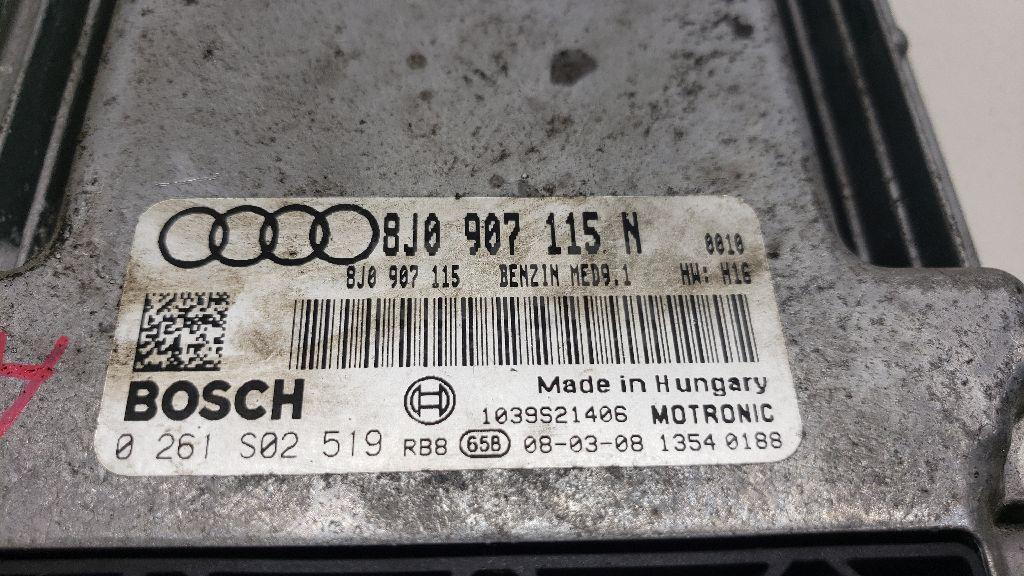 8J0 907 115 N 0010
8J0 907 115 BENZIN MED9.1 HW: H16
BOSCH
Made in Hungary
1039S21406 MOTRONIC
0 261 S02 519 RB8 658 08-03-08 1354 0188